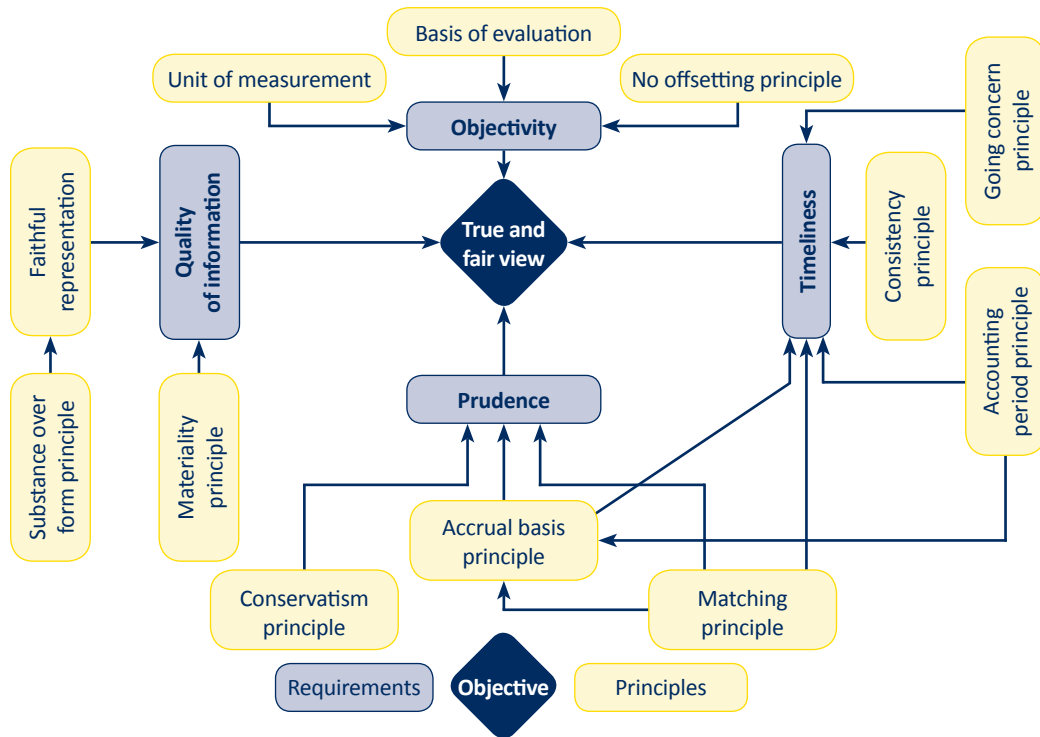 Basis of evaluation
Unit of measurement
No offsetting principle
Objectivity
Going concern
principle
Faithful
representation
Quality
of information
True and
fair view
Timeliness
Consistency
principle
Substance over
form principle
Materiality
principle
Prudence
Accounting
period principle
Accrual basis
principle
Conservatism
principle
Matching
principle
Requirements
Objective
Principles